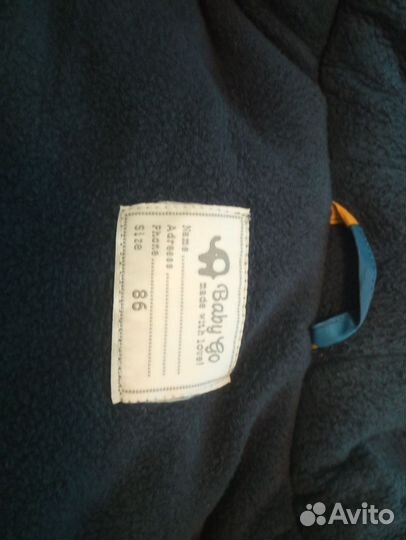 Baby Go
made with love!
Name
Adress
Phone
Size 86
Avito